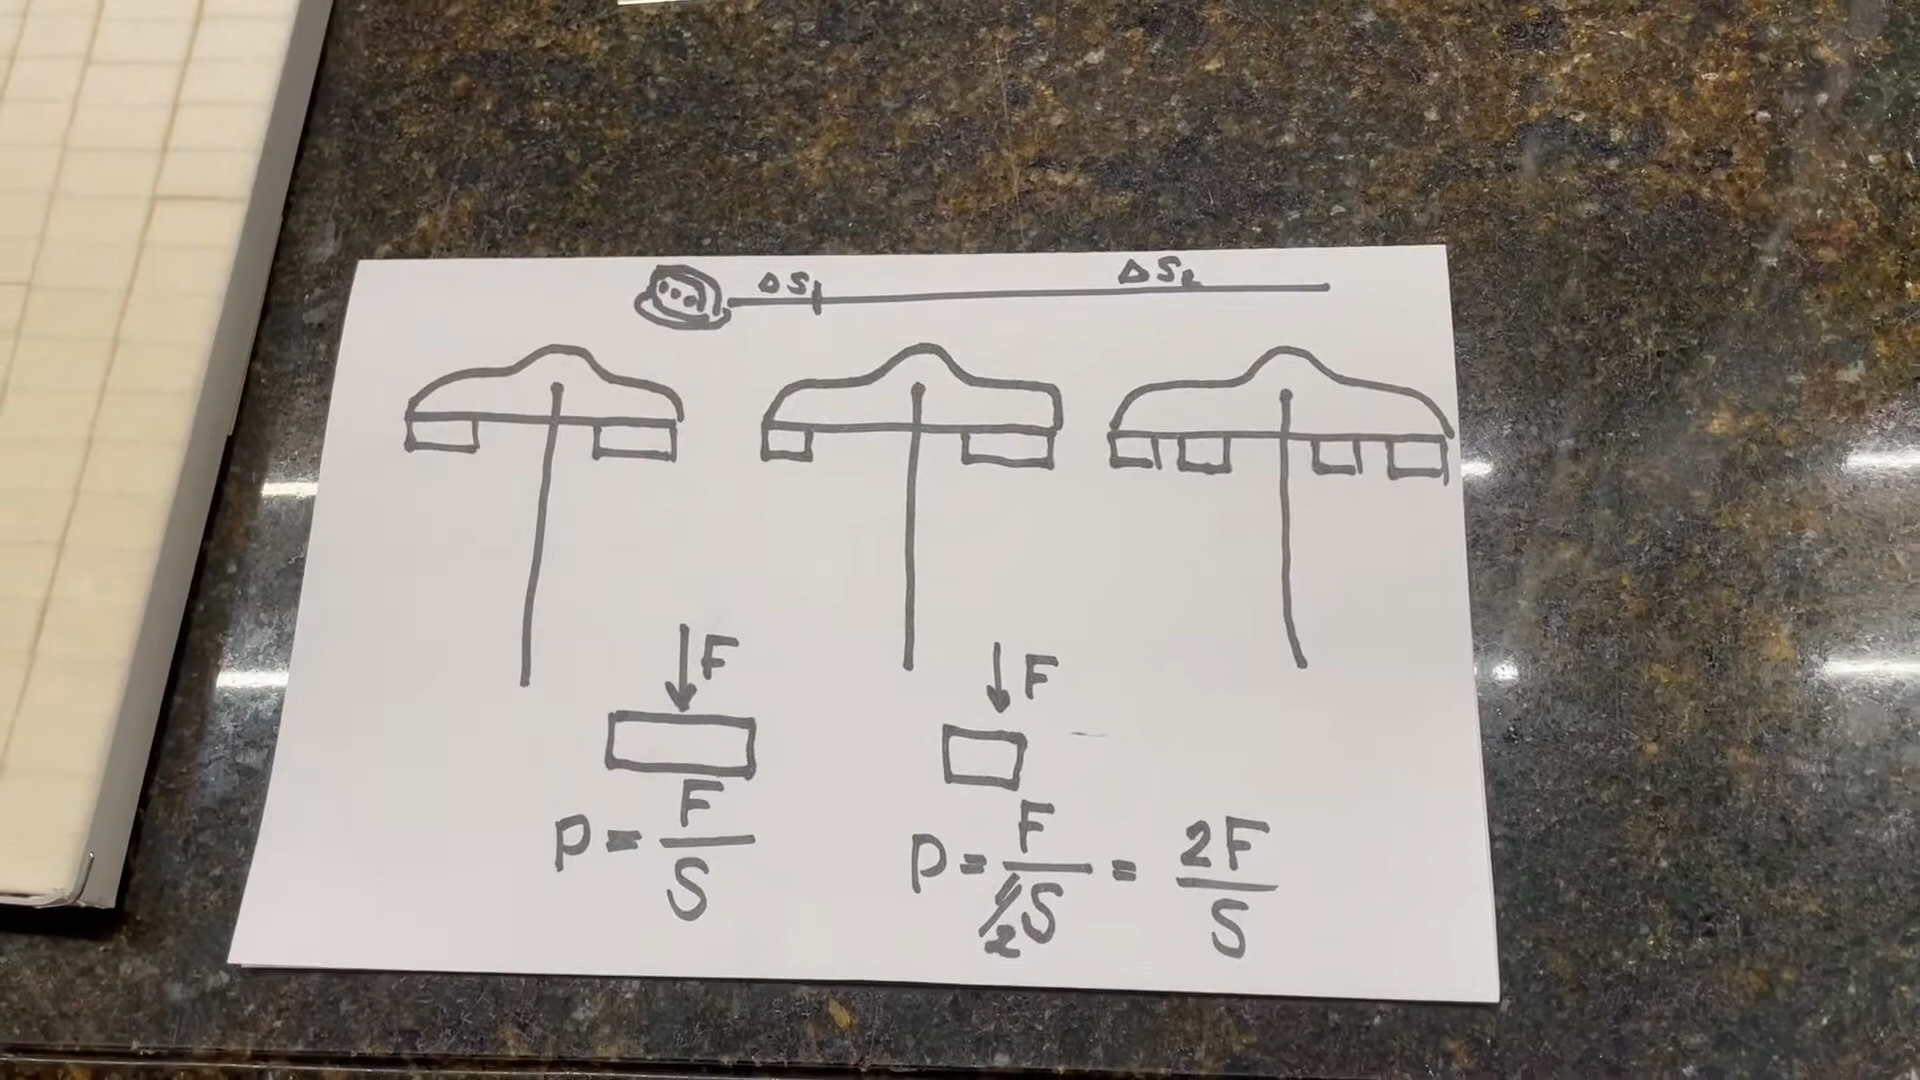 ΔS₁ ΔS₂
F F
P = F/S P = F/½S = 2F/S